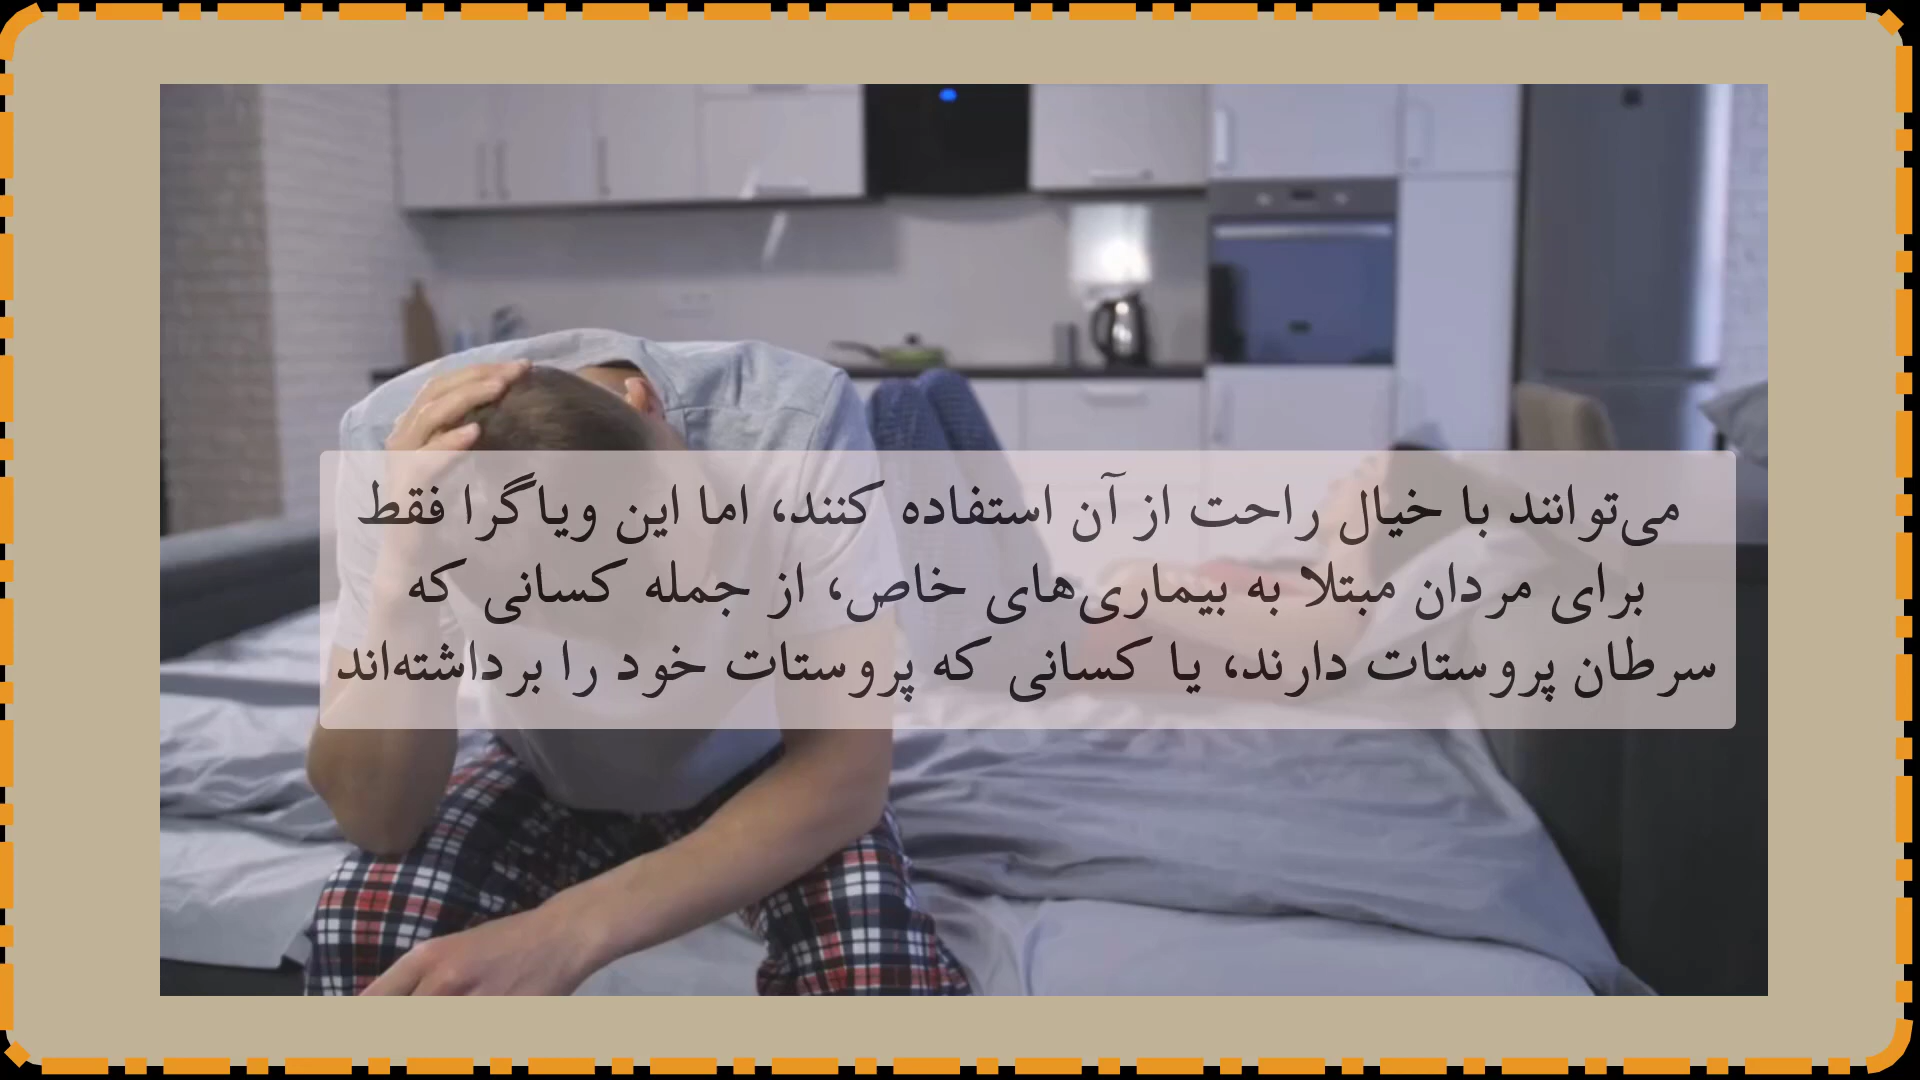 می‌توانند با خیال راحت از آن استفاده کنند، اما این ویاگرا فقط
برای مردان مبتلا به بیماری‌های خاص، از جمله کسانی که
سرطان پروستات دارند، یا کسانی که پروستات خود را برداشته‌اند